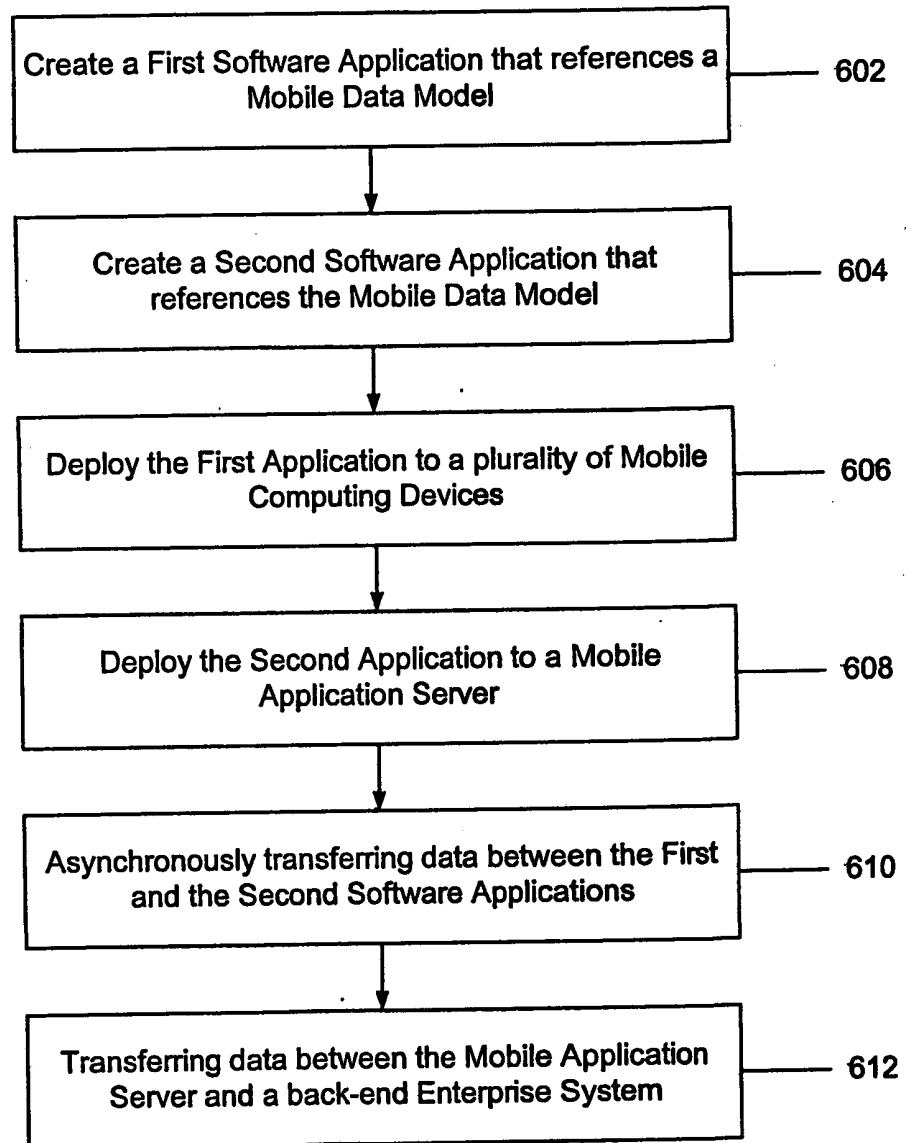 Create a First Software Application that references a
Mobile Data Model
602
Create a Second Software Application that
references the Mobile Data Model
604
Deploy the First Application to a plurality of Mobile
Computing Devices
606
Deploy the Second Application to a Mobile
Application Server
608
Asynchronously transferring data between the First
and the Second Software Applications
610
Transferring data between the Mobile Application
Server and a back-end Enterprise System
612